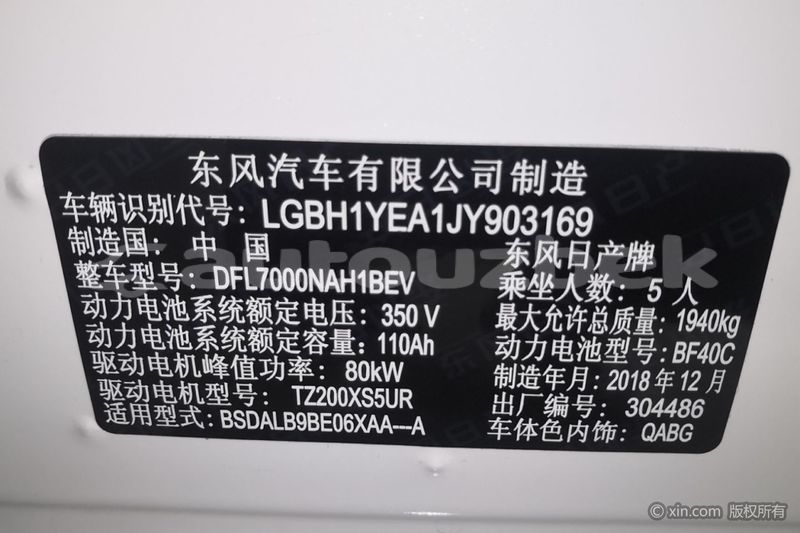 东风汽车有限公司制造
车辆识别代号: LGBH1YEA1JY903169
制造国: 中 国 东风日产牌
整车型号: DFL7000NAH1BEV 乘坐人数: 5 人
动力电池系统额定电压: 350 V 最大允许总质量: 1940kg
动力电池系统额定容量: 110Ah 动力电池型号: BF40C
驱动电机峰值功率: 80kW 制造年月: 2018 年 12 月
驱动电机型号: TZ200XS5UR 出厂编号: 304486
适用型式: BSDALB9BE06XAA---A 车体色内饰: QABG
autouzbek
© xin.com 版权所有